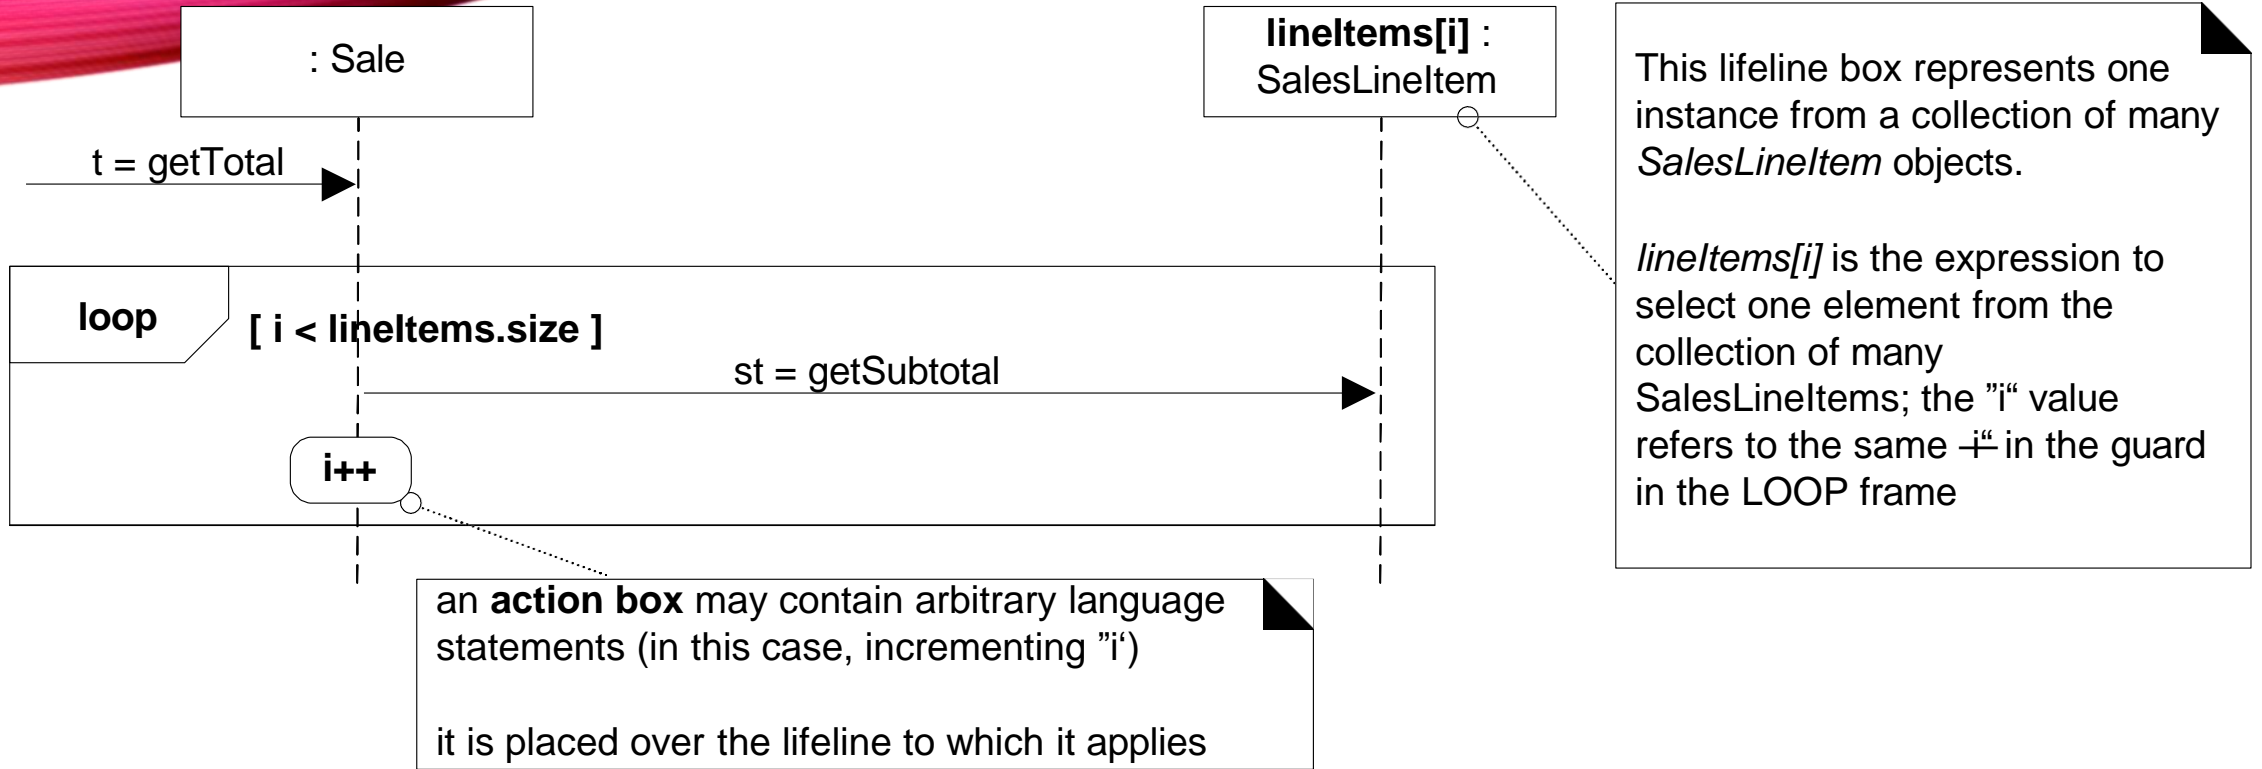 : Sale
lineItems[i] :
SalesLineItem
t = getTotal
loop
[ i < lineItems.size ]
st = getSubtotal
i++
an action box may contain arbitrary language
statements (in this case, incrementing ”i‘)
it is placed over the lifeline to which it applies
This lifeline box represents one
instance from a collection of many
SalesLineItem objects.
lineItems[i] is the expression to
select one element from the
collection of many
SalesLineItems; the ”i“ value
refers to the same ―i“ in the guard
in the LOOP frame